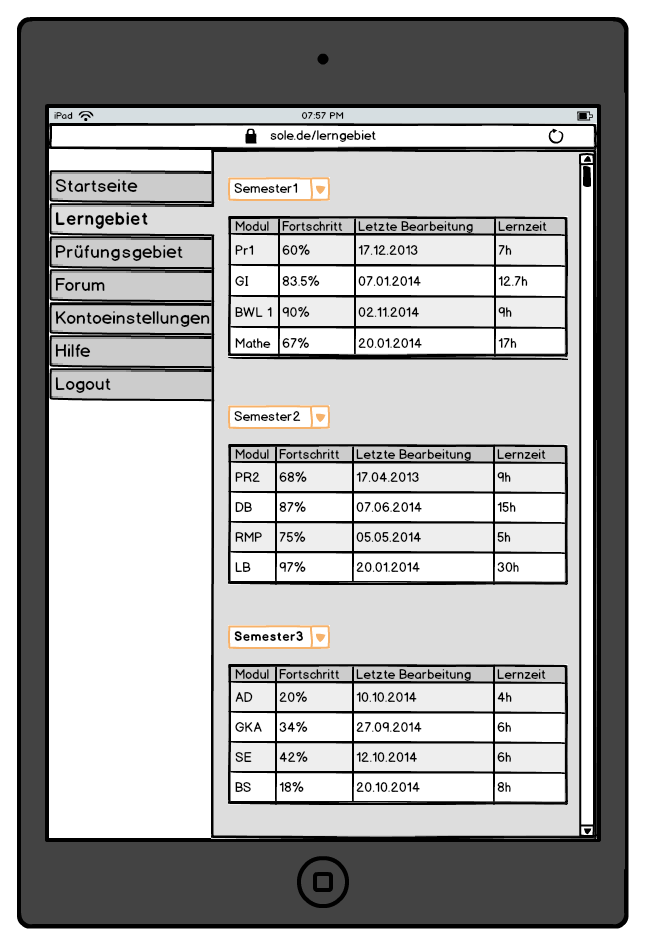 iPad 07:57 PM
sole.de/lerngebiet
Startseite
Lerngebiet
Prüfungsgebiet
Forum
Kontoeinstellungen
Hilfe
Logout
Semester1
Modul Fortschritt Letzte Bearbeitung Lernzeit
Pr1 60% 17.12.2013 7h
GI 83.5% 07.01.2014 12.7h
BWL 1 90% 02.11.2014 9h
Mathe 67% 20.01.2014 17h
Semester2
Modul Fortschritt Letzte Bearbeitung Lernzeit
PR2 68% 17.04.2013 9h
DB 87% 07.06.2014 15h
RMP 75% 05.05.2014 5h
LB 97% 20.01.2014 30h
Semester3
Modul Fortschritt Letzte Bearbeitung Lernzeit
AD 20% 10.10.2014 4h
GKA 34% 27.09.2014 6h
SE 42% 12.10.2014 6h
BS 18% 20.10.2014 8h